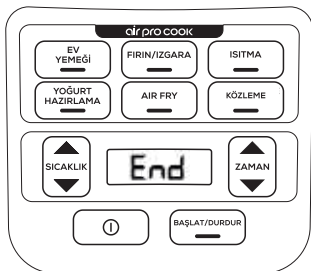 air pro cook
EV
YEMEĞİ
FIRIN/IZGARA
ISITMA
YOĞURT
HAZIRLAMA
AIR FRY
KÖZLEME
SICAKLIK
End
ZAMAN
BAŞLAT/DURDUR